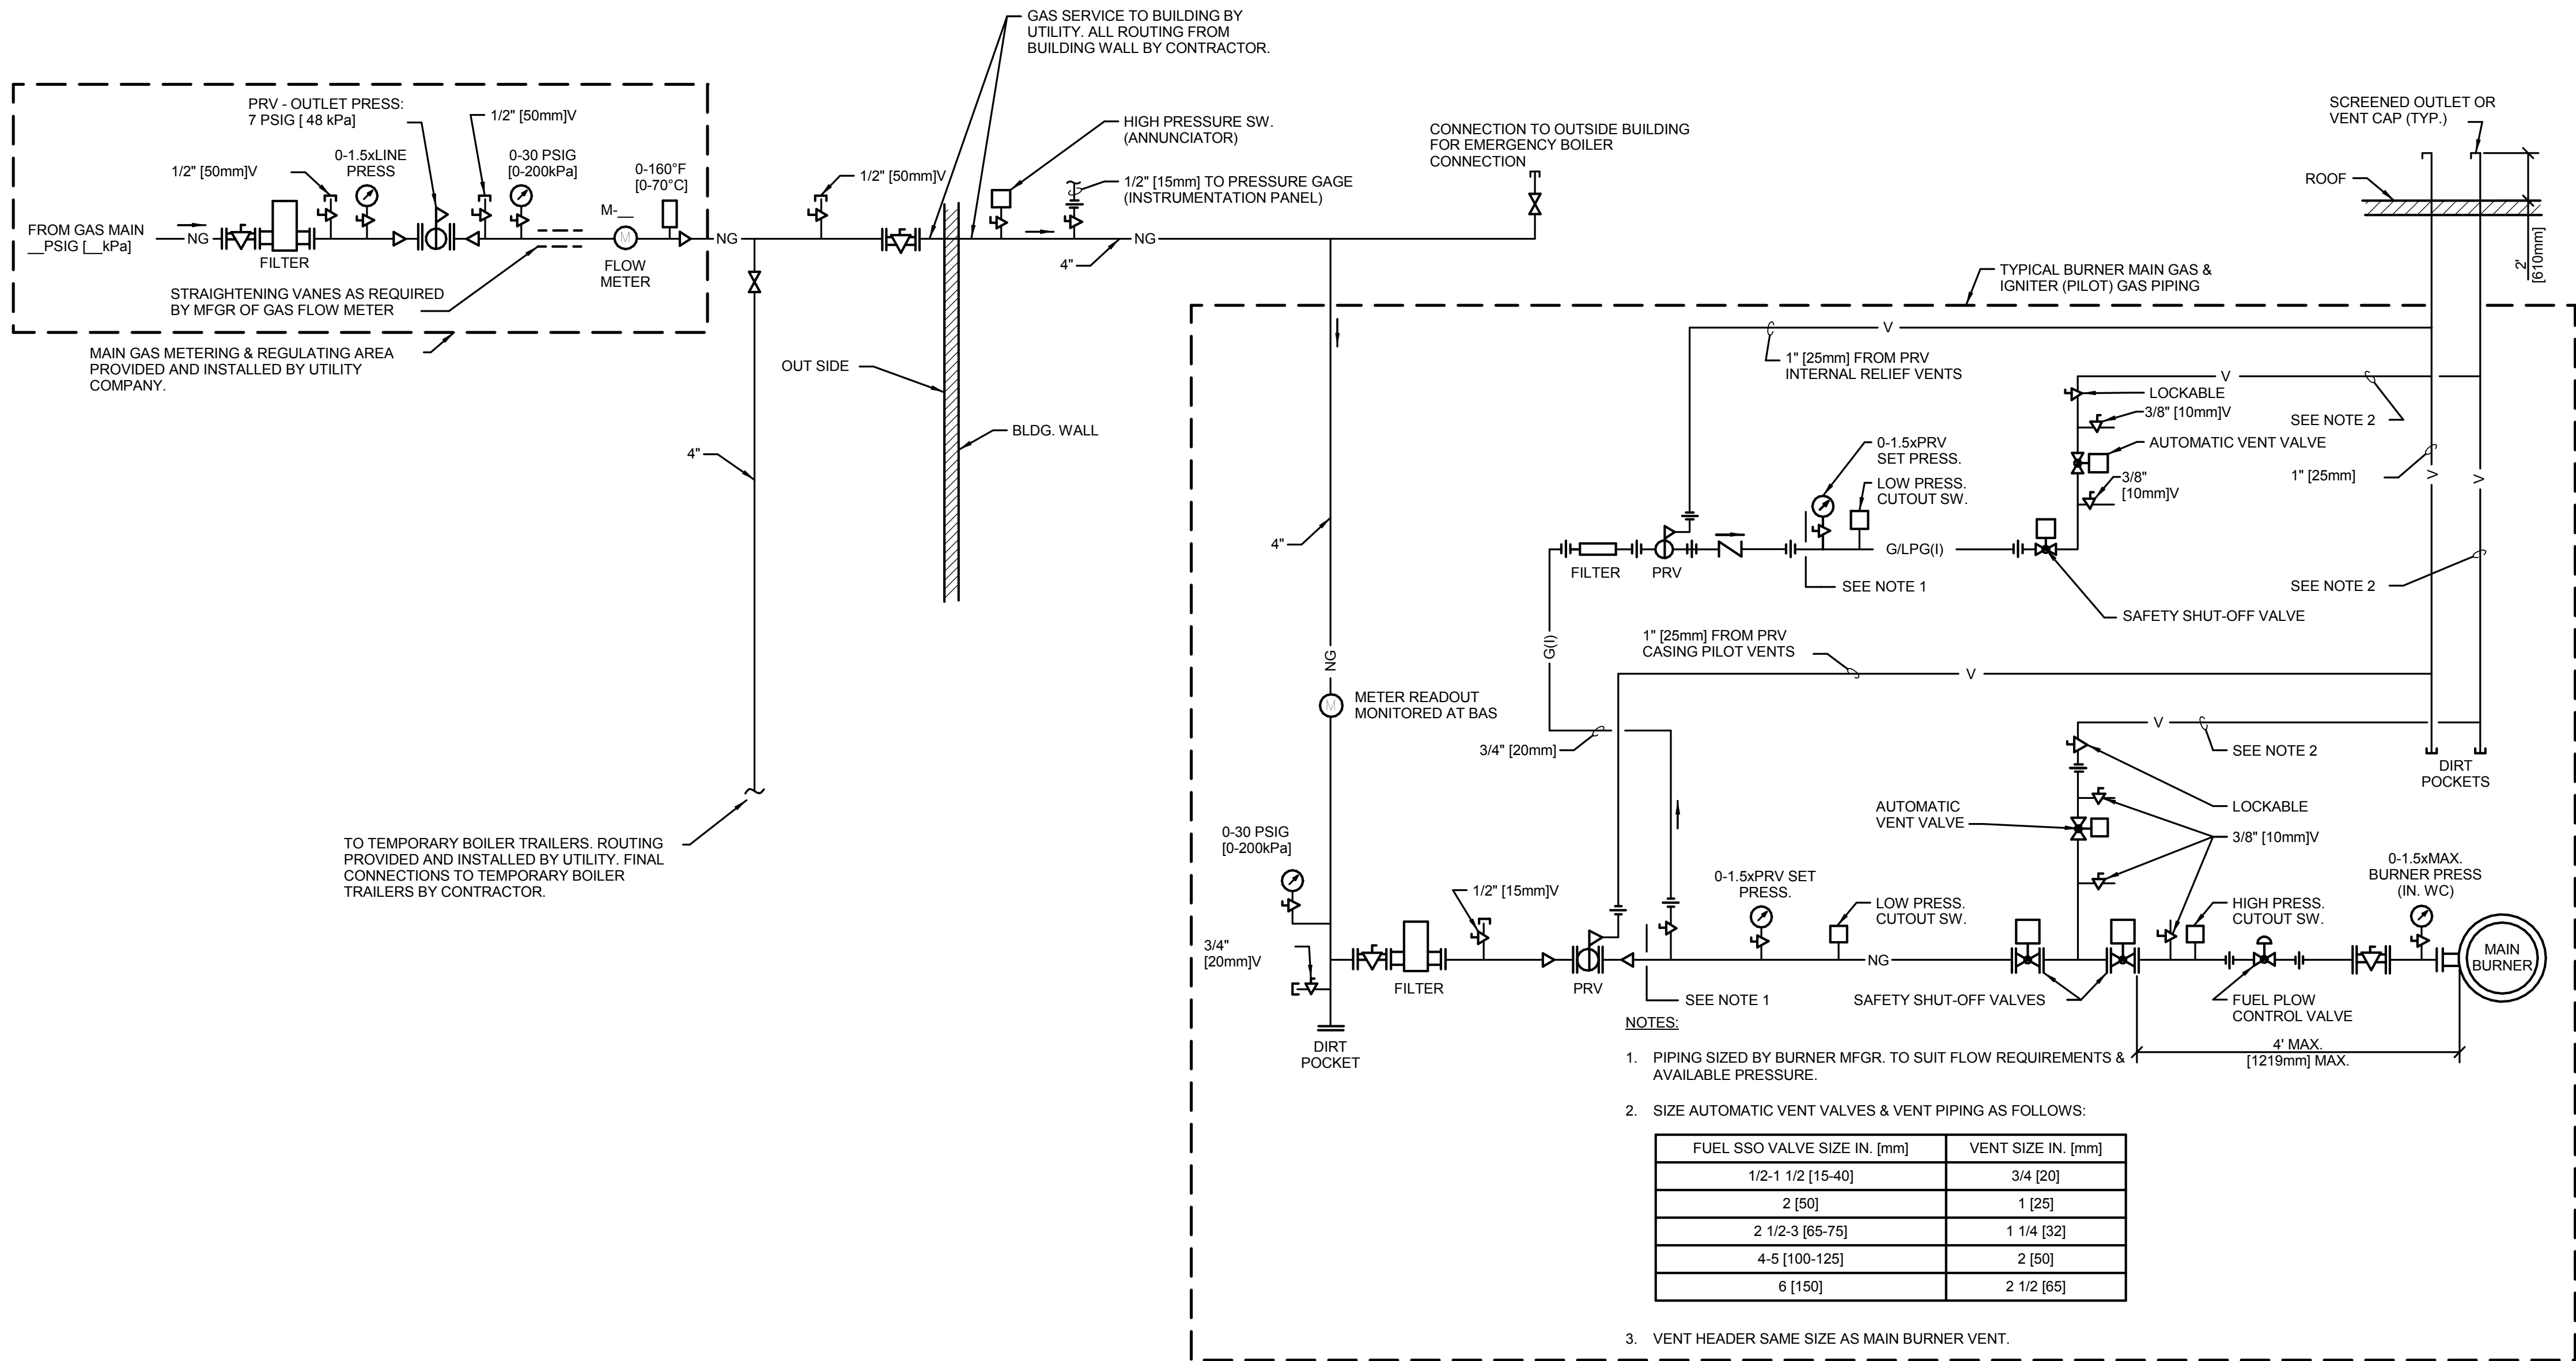 GAS SERVICE TO BUILDING BY
UTILITY. ALL ROUTING FROM
BUILDING WALL BY CONTRACTOR.
PRV - OUTLET PRESS:
7 PSIG [ 48 kPa]
1/2" [50mm]V
1/2" [50mm]V
0-1.5xLINE
PRESS
0-30 PSIG
[0-200kPa]
0-160°F
[0-70°C]
M-__
M
FROM GAS MAIN
__PSIG [__kPa]
NG
FILTER
FLOW
METER
NG
STRAIGHTENING VANES AS REQUIRED
BY MFGR OF GAS FLOW METER
MAIN GAS METERING & REGULATING AREA
PROVIDED AND INSTALLED BY UTILITY
COMPANY.
1/2" [50mm]V
HIGH PRESSURE SW.
(ANNUNCIATOR)
1/2" [15mm] TO PRESSURE GAGE
(INSTRUMENTATION PANEL)
NG
4"
CONNECTION TO OUTSIDE BUILDING
FOR EMERGENCY BOILER
CONNECTION
SCREENED OUTLET OR
VENT CAP (TYP.)
ROOF
2'
[610mm]
TYPICAL BURNER MAIN GAS &
IGNITER (PILOT) GAS PIPING
OUT SIDE
BLDG. WALL
4"
TO TEMPORARY BOILER TRAILERS. ROUTING
PROVIDED AND INSTALLED BY UTILITY. FINAL
CONNECTIONS TO TEMPORARY BOILER
TRAILERS BY CONTRACTOR.
V
1" [25mm] FROM PRV
INTERNAL RELIEF VENTS
V
LOCKABLE
3/8" [10mm]V
SEE NOTE 2
AUTOMATIC VENT VALVE
3/8"
[10mm]V
1" [25mm]
V
V
0-1.5xPRV
SET PRESS.
LOW PRESS.
CUTOUT SW.
4"
FILTER
PRV
G/LPG(I)
SEE NOTE 1
SEE NOTE 2
SAFETY SHUT-OFF VALVE
G(I)
NG
1" [25mm] FROM PRV
CASING PILOT VENTS
V
M
METER READOUT
MONITORED AT BAS
3/4" [20mm]
V
SEE NOTE 2
DIRT
POCKETS
AUTOMATIC
VENT VALVE
LOCKABLE
3/8" [10mm]V
0-30 PSIG
[0-200kPa]
3/4"
[20mm]V
1/2" [15mm]V
0-1.5xPRV SET
PRESS.
LOW PRESS.
CUTOUT SW.
HIGH PRESS.
CUTOUT SW.
0-1.5xMAX.
BURNER PRESS
(IN. WC)
MAIN
BURNER
FILTER
PRV
NG
SEE NOTE 1
SAFETY SHUT-OFF VALVES
FUEL PLOW
CONTROL VALVE
DIRT
POCKET
4' MAX.
[1219mm] MAX.
NOTES:
1. PIPING SIZED BY BURNER MFGR. TO SUIT FLOW REQUIREMENTS &
AVAILABLE PRESSURE.
2. SIZE AUTOMATIC VENT VALVES & VENT PIPING AS FOLLOWS:
FUEL SSO VALVE SIZE IN. [mm] VENT SIZE IN. [mm]
1/2-1 1/2 [15-40] 3/4 [20]
2 [50] 1 [25]
2 1/2-3 [65-75] 1 1/4 [32]
4-5 [100-125] 2 [50]
6 [150] 2 1/2 [65]
3. VENT HEADER SAME SIZE AS MAIN BURNER VENT.